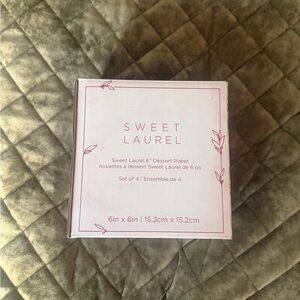 SWEET
LAUREL
Sweet Laurel 6" Dessert Plates
Assiettes à dessert Sweet Laurel de 6 po
Set of 4 | Ensemble de 4
6in x 6in | 15.2cm x 15.2cm